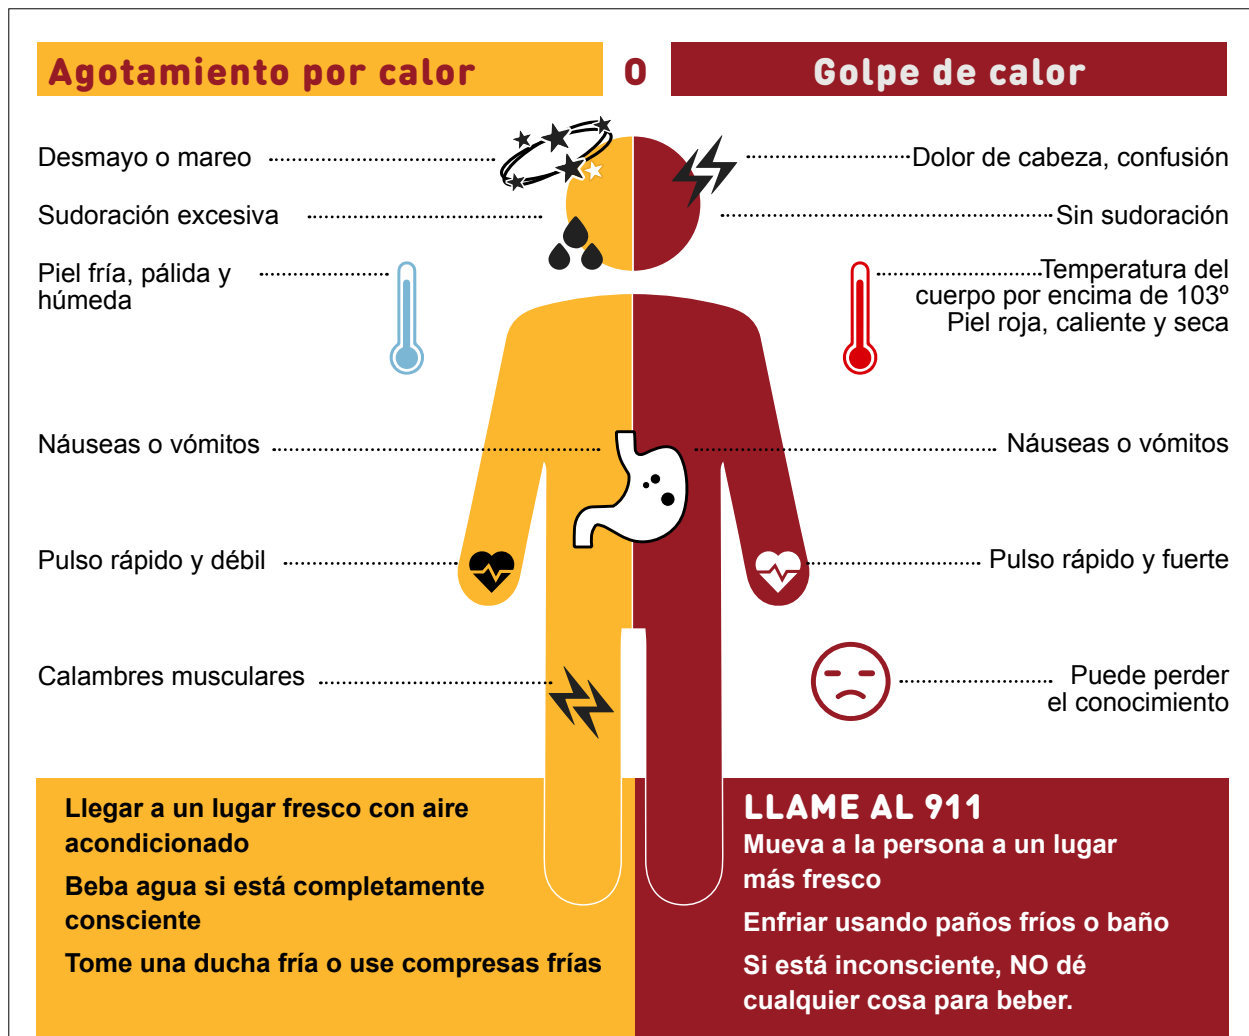 Agotamiento por calor
O
Golpe de calor
Desmayo o mareo
Sudoración excesiva
Piel fría, pálida y
húmeda
Náuseas o vómitos
Pulso rápido y débil
Calambres musculares
Dolor de cabeza, confusión
Sin sudoración
Temperatura del
cuerpo por encima de 103º
Piel roja, caliente y seca
Náuseas o vómitos
Pulso rápido y fuerte
Puede perder
el conocimiento
Llegar a un lugar fresco con aire
acondicionado
Beba agua si está completamente
consciente
Tome una ducha fría o use compresas frías
LLAME AL 911
Mueva a la persona a un lugar
más fresco
Enfriar usando paños fríos o baño
Si está inconsciente, NO dé
cualquier cosa para beber.